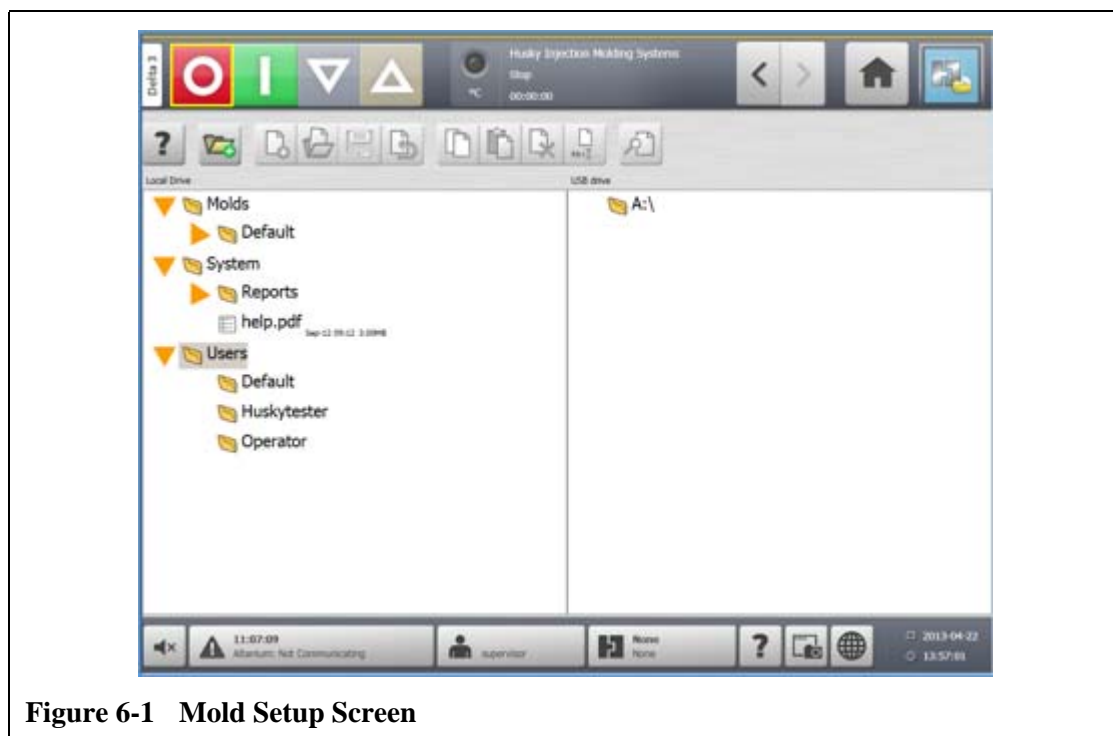 Delta 3
Husky Injection Molding Systems
Stop
°C
00:00:00
?
Local Drive
USB drive
Molds
A:\
Default
System
Reports
help.pdf
Users
Default
Huskytester
Operator
11:07:09
Altanium: Not Communicating
supervisor
None
None
?
2013-04-22
13:57:01
Figure 6-1 Mold Setup Screen